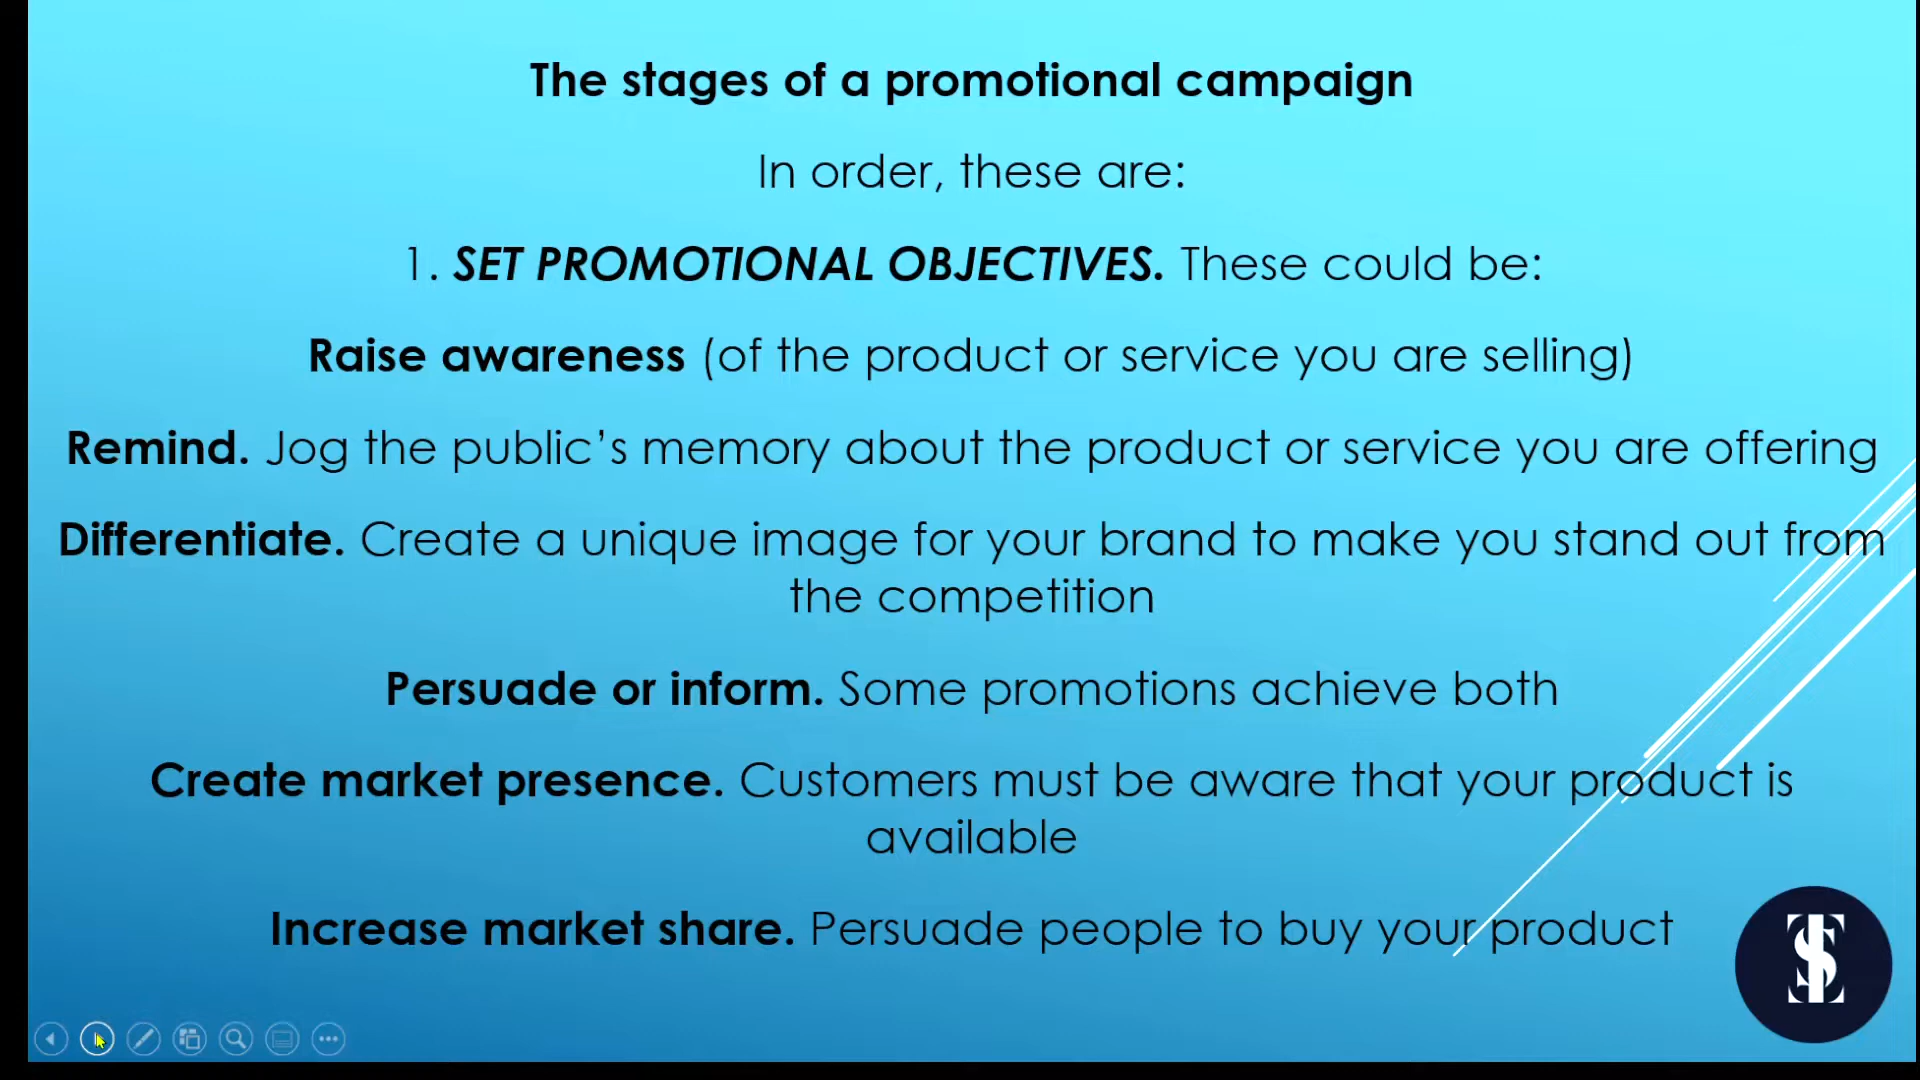 The stages of a promotional campaign
In order, these are:
1. SET PROMOTIONAL OBJECTIVES. These could be:
Raise awareness (of the product or service you are selling)
Remind. Jog the public’s memory about the product or service you are offering
Differentiate. Create a unique image for your brand to make you stand out from
the competition
Persuade or inform. Some promotions achieve both
Create market presence. Customers must be aware that your product is
available
Increase market share. Persuade people to buy your product